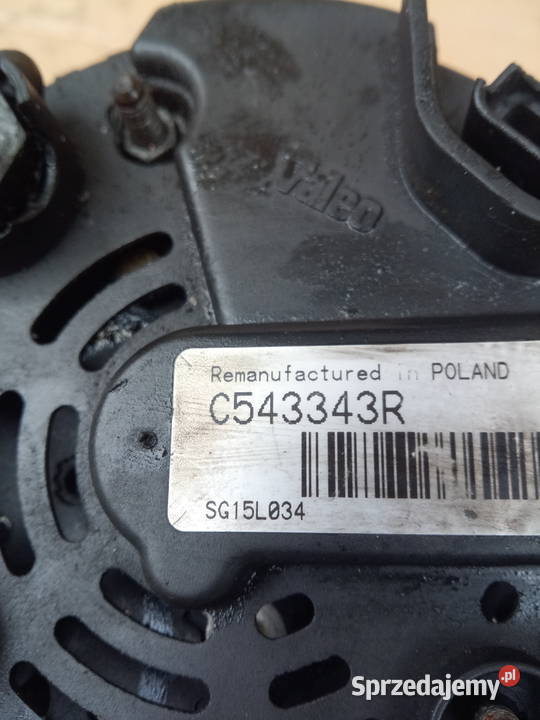 Valeo
Remanufactured in POLAND
C543343R
SG15L034
Sprzedajemy.pl